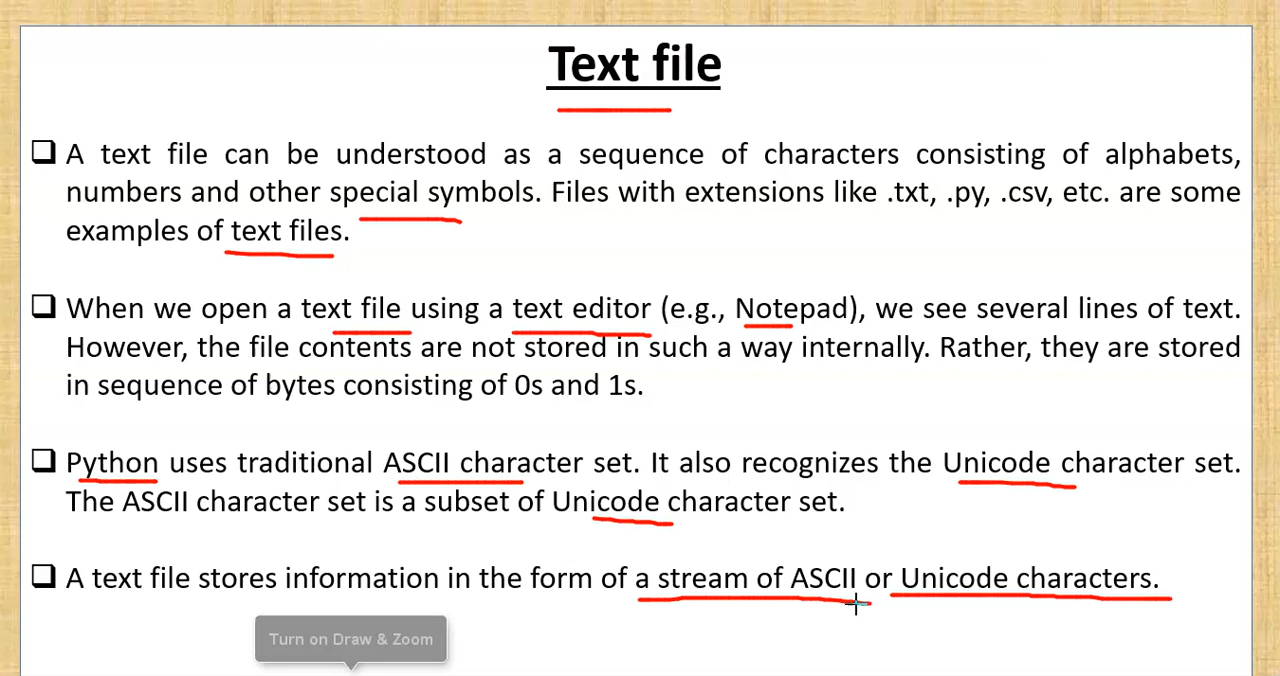 Text file
A text file can be understood as a sequence of characters consisting of alphabets,
numbers and other special symbols. Files with extensions like .txt, .py, .csv, etc. are some
examples of text files.
When we open a text file using a text editor (e.g., Notepad), we see several lines of text.
However, the file contents are not stored in such a way internally. Rather, they are stored
in sequence of bytes consisting of 0s and 1s.
Python uses traditional ASCII character set. It also recognizes the Unicode character set.
The ASCII character set is a subset of Unicode character set.
A text file stores information in the form of a stream of ASCII or Unicode characters.
Turn on Draw & Zoom